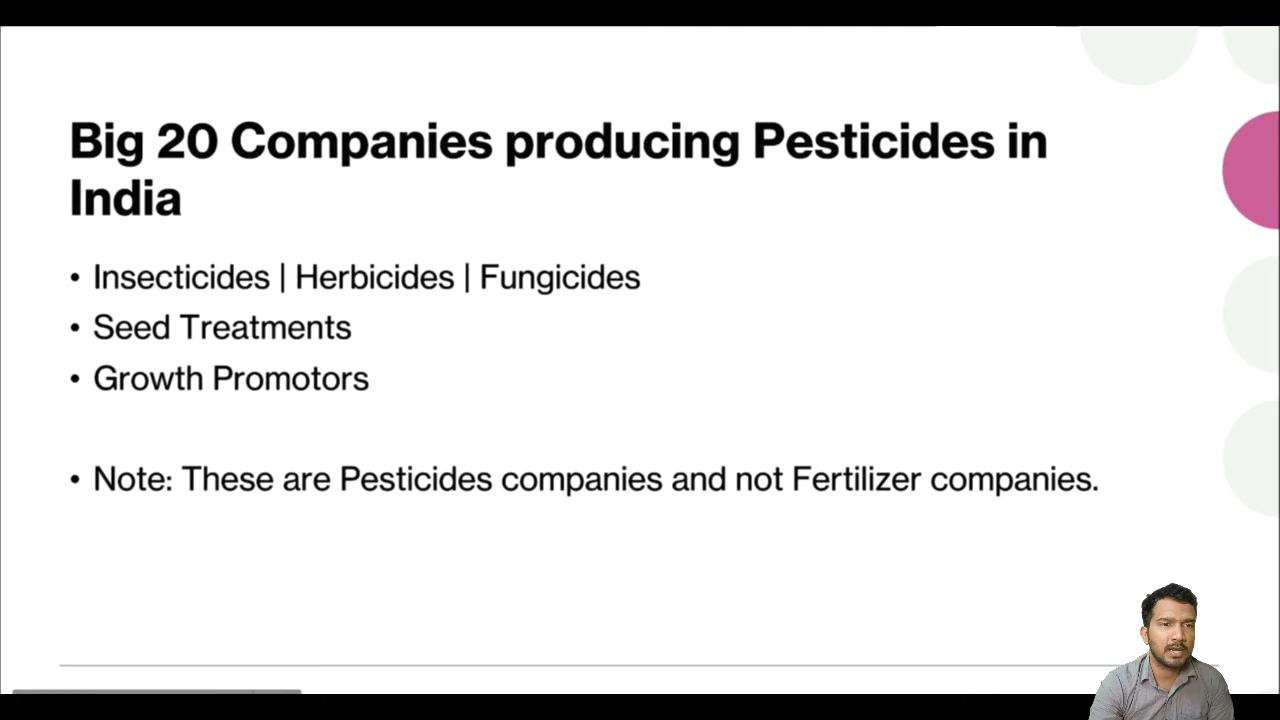 Big 20 Companies producing Pesticides in
India
• Insecticides | Herbicides | Fungicides
• Seed Treatments
• Growth Promotors
• Note: These are Pesticides companies and not Fertilizer companies.